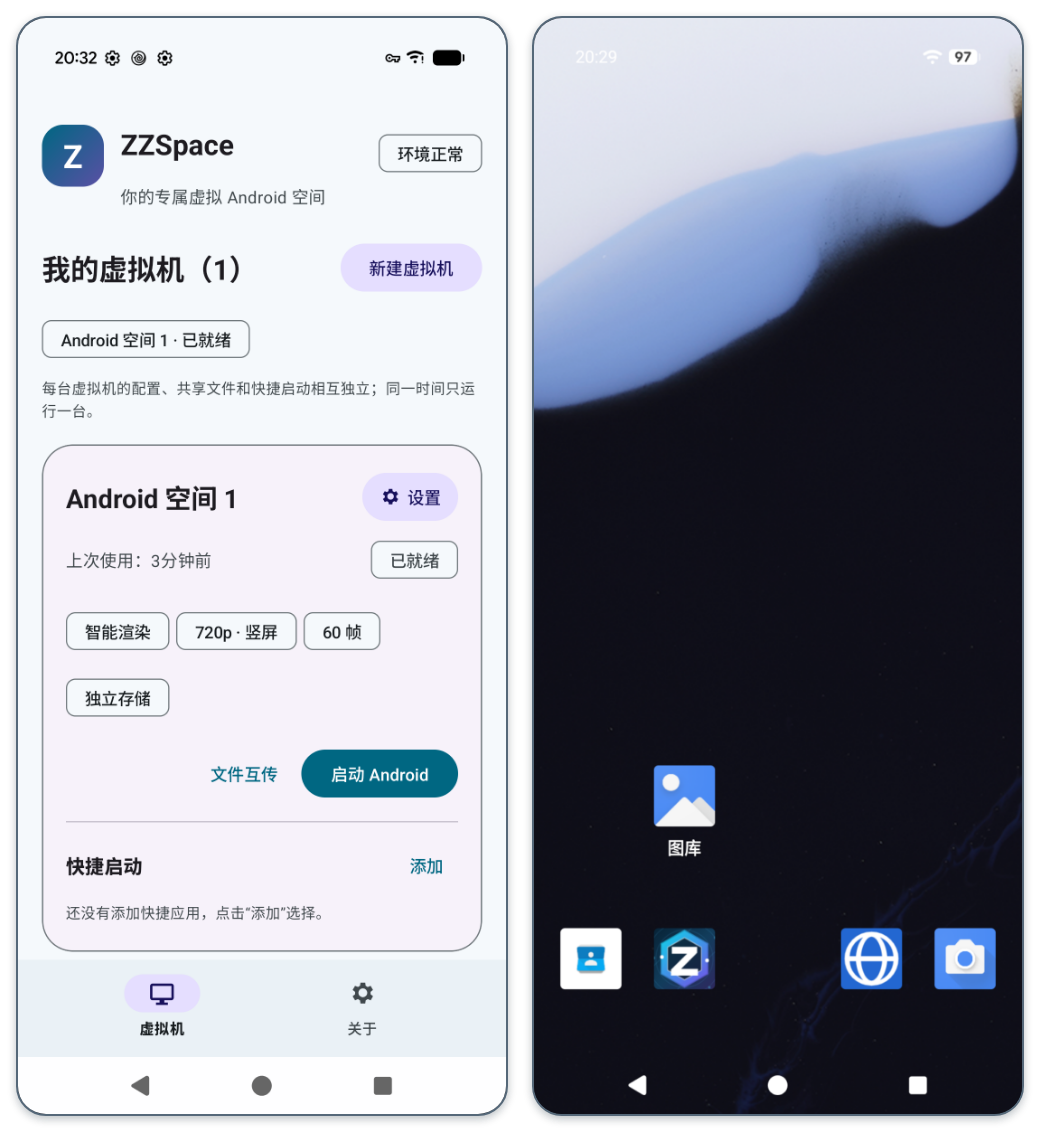 20:32
Z
ZZSpace
环境正常
你的专属虚拟 Android 空间
我的虚拟机（1）
新建虚拟机
Android 空间 1 · 已就绪
每台虚拟机的配置、共享文件和快捷启动相互独立；同一时间只运
行一台。
Android 空间 1
设置
上次使用：3分钟前
已就绪
智能渲染
720p · 竖屏
60 帧
独立存储
文件互传
启动 Android
快捷启动
添加
还没有添加快捷应用，点击“添加”选择。
虚拟机
关于
20:29
97
图库
Z